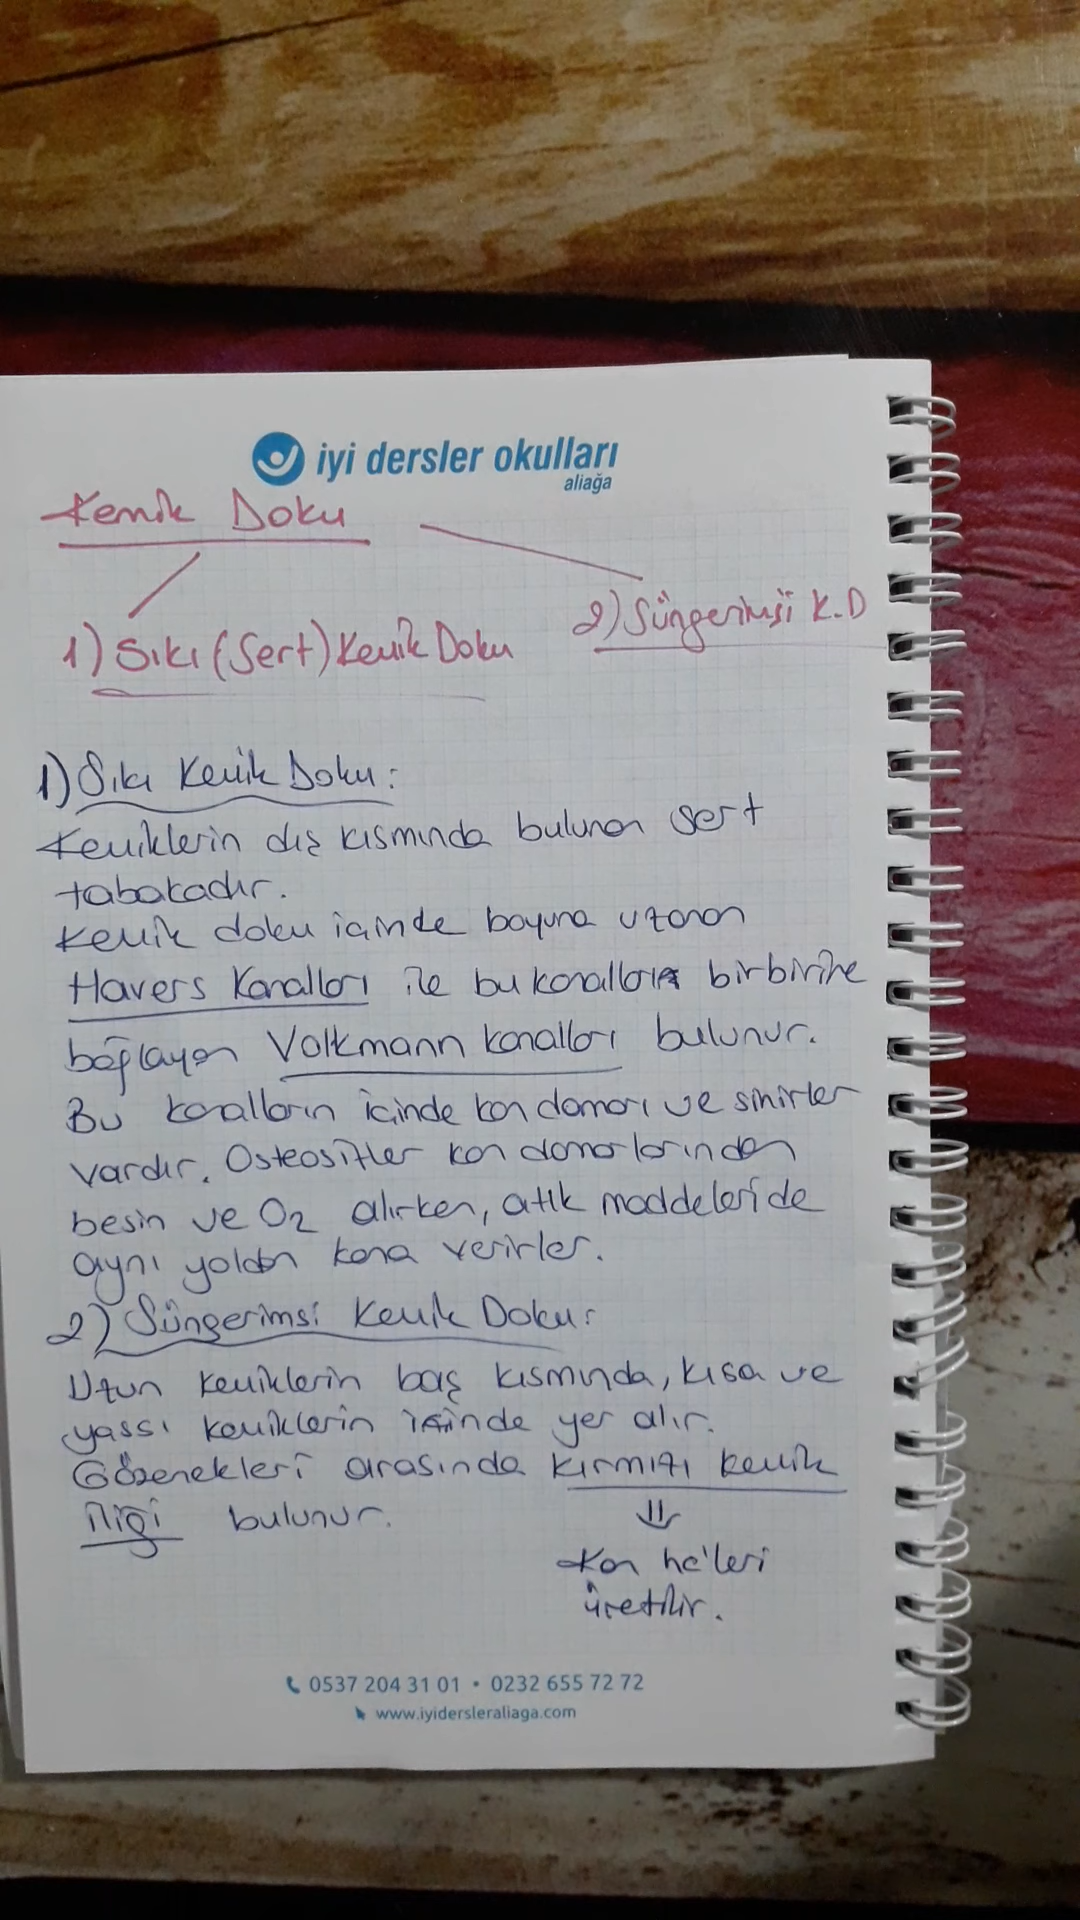 iyi dersler okulları
aliağa
Kemik Doku
1) Sıkı (Sert) Kemik Doku
2) Süngerimsi K.D
1) Sıkı Kemik Doku:
Kemiklerin dış kısmında bulunan sert
tabakadır.
Kemik doku içinde boyuna uzanan
Havers Kanalları ile bu kanalları birbirine
bağlayan Volkmann kanalları bulunur.
Bu kanalların içinde kan damarı ve sinirler
vardır. Osteositler kan damarlarından
besin ve O2 alırken, atık maddeleri de
aynı yoldan kana verirler.
2) Süngerimsi Kemik Doku:
Uzun kemiklerin baş kısmında, kısa ve
yassı kemiklerin içinde yer alır.
Gözenekleri arasında kırmızı kemik
iliği bulunur.
⇓
Kan hc'leri
üretilir.
0537 204 31 01 • 0232 655 72 72
www.iyidersleraliaga.com